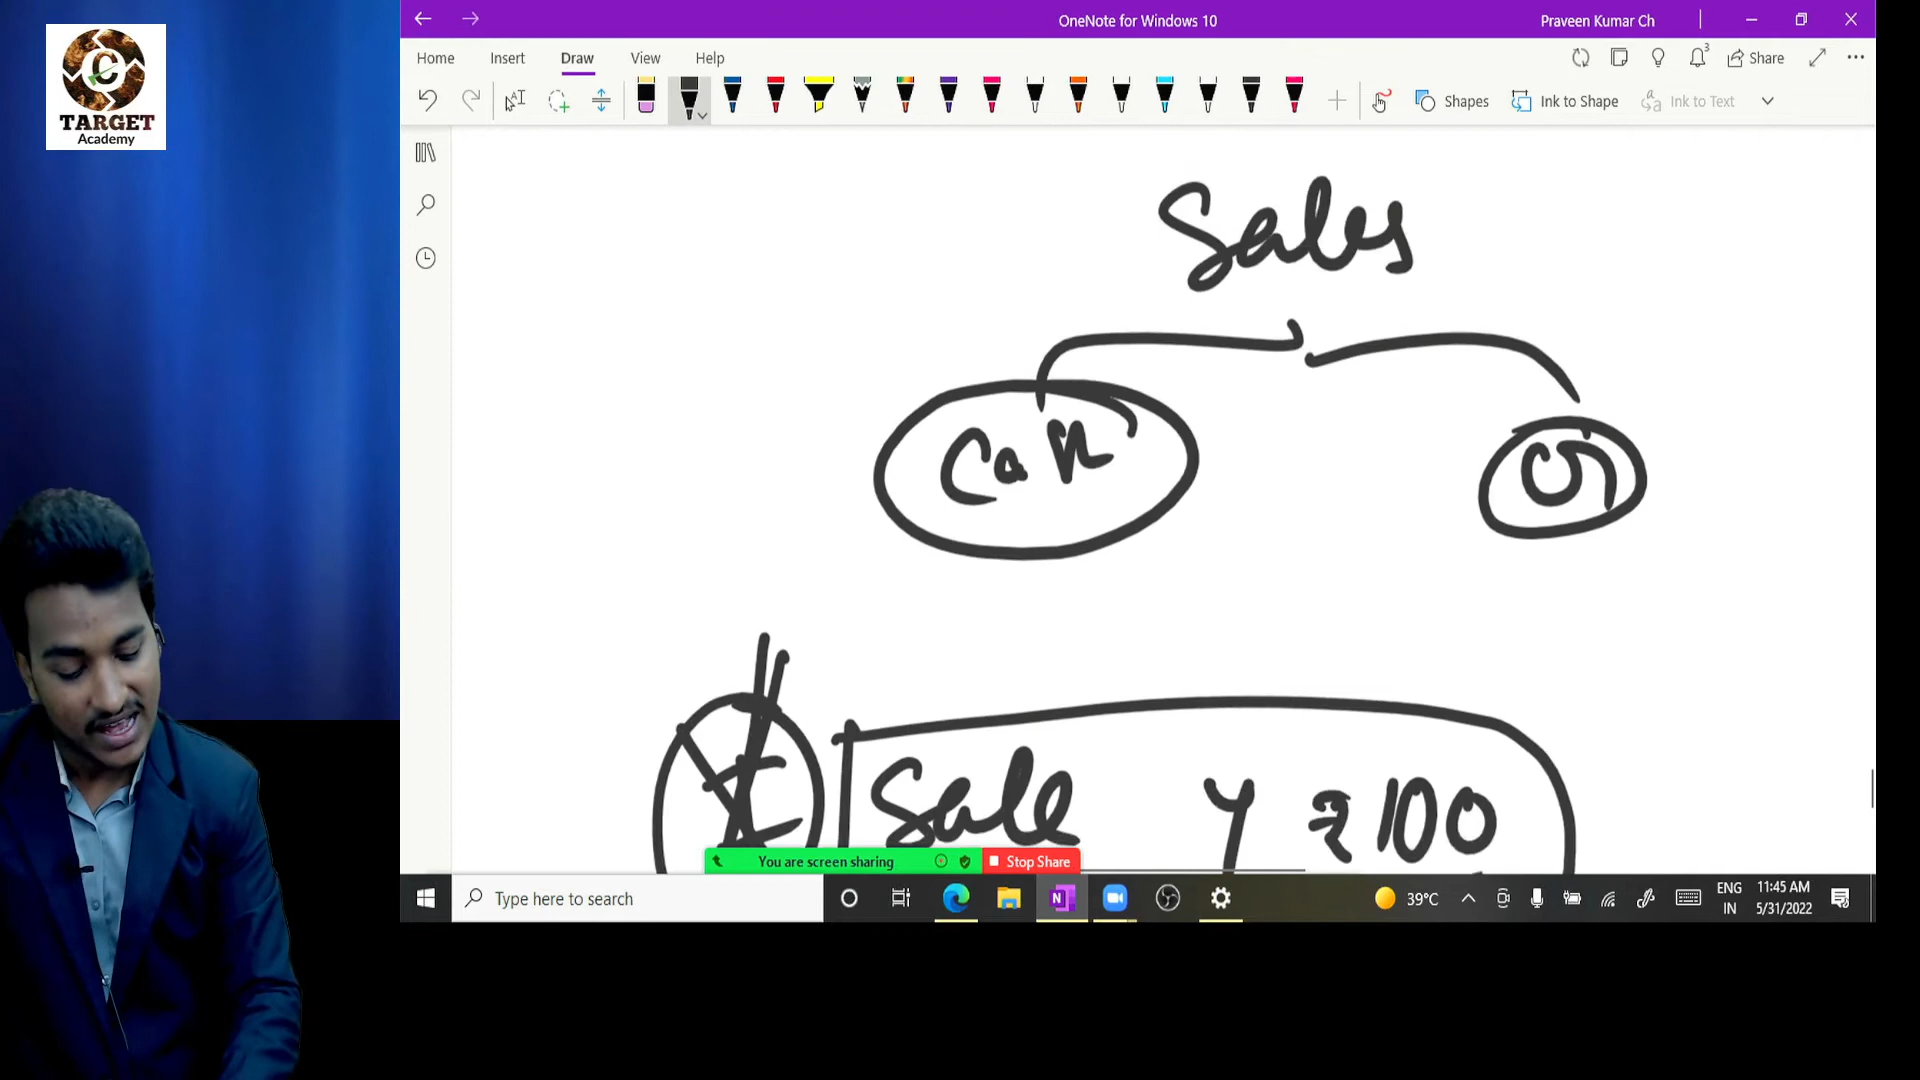 TARGET
Academy
OneNote for Windows 10
Praveen Kumar Ch
Home Insert Draw View Help
3
Share
Shapes
Ink to Shape
Ink to Text
Sales
Cash
Sale Y ₹100
You are screen sharing
Stop Share
Type here to search
39°C
ENG
IN
11:45 AM
5/31/2022